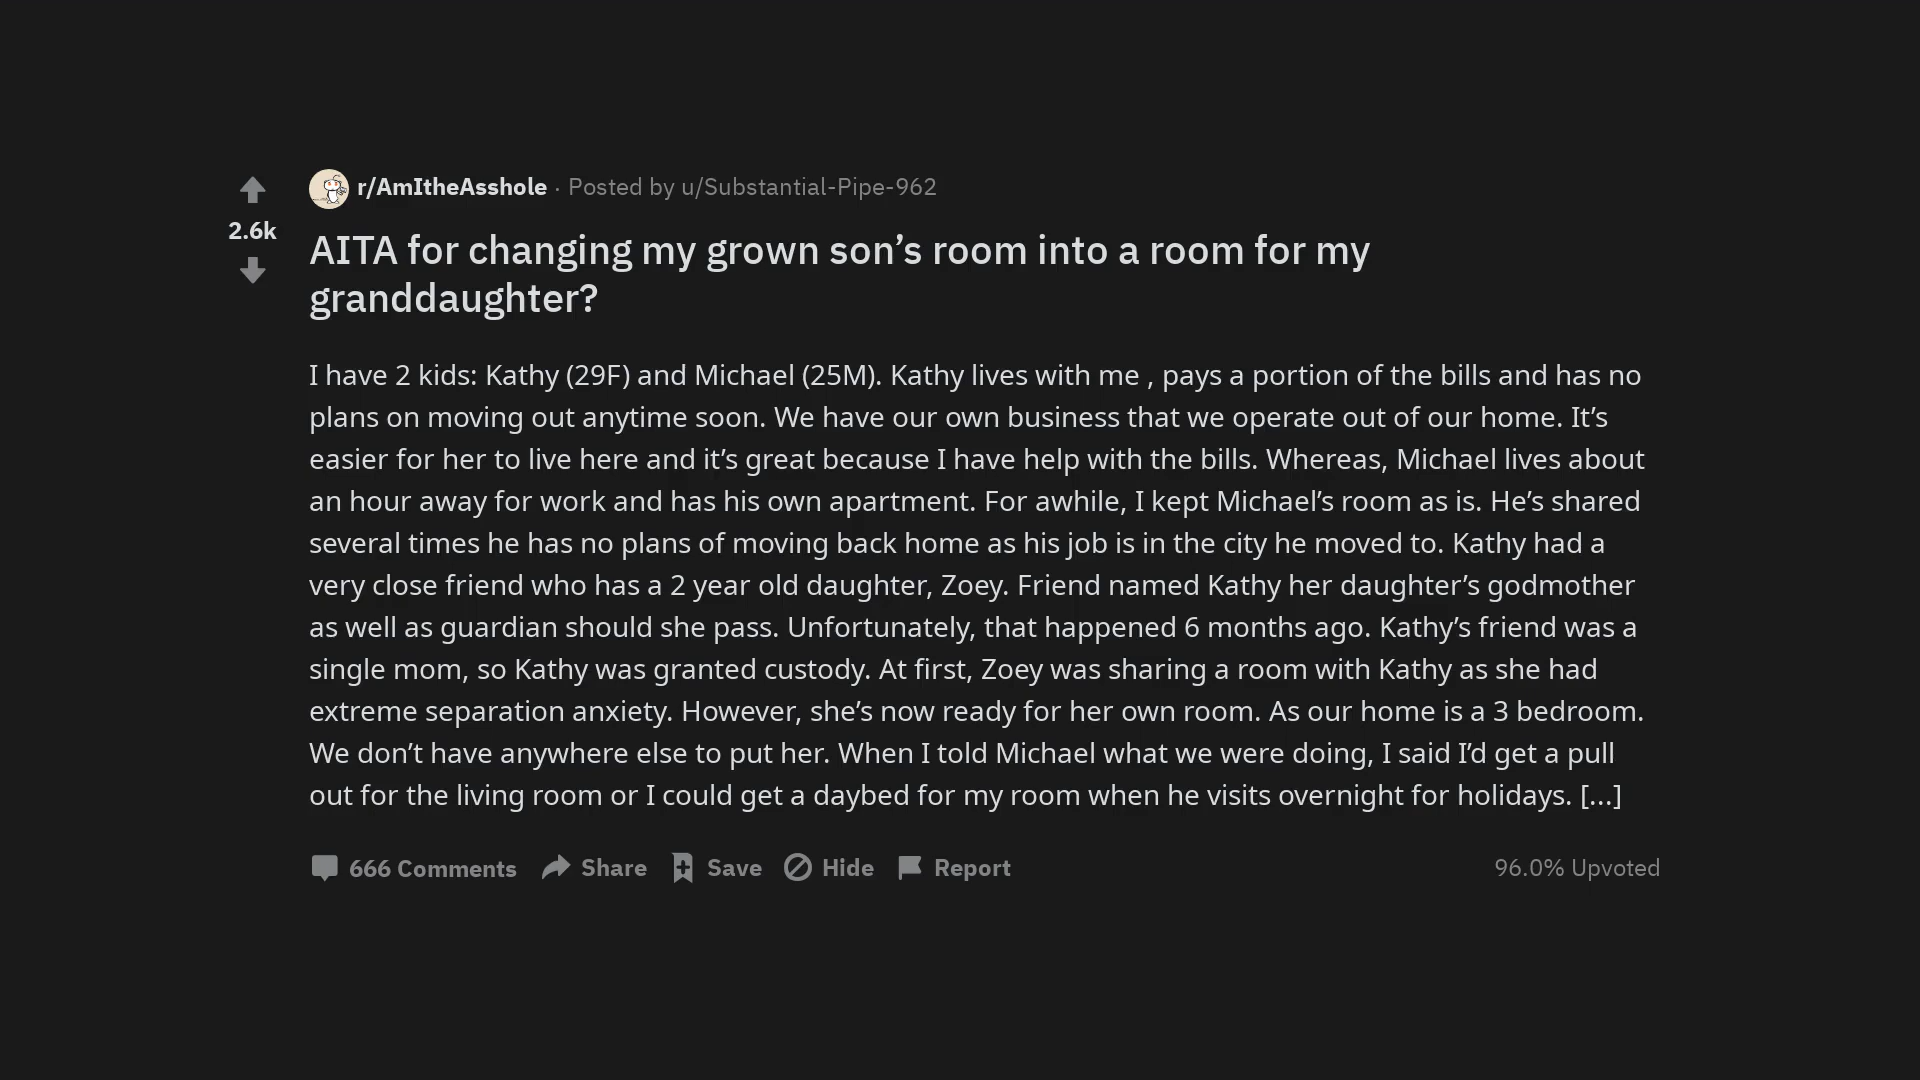 r/AmItheAsshole · Posted by u/Substantial-Pipe-962
2.6k
AITA for changing my grown son’s room into a room for my
granddaughter?
I have 2 kids: Kathy (29F) and Michael (25M). Kathy lives with me , pays a portion of the bills and has no
plans on moving out anytime soon. We have our own business that we operate out of our home. It’s
easier for her to live here and it’s great because I have help with the bills. Whereas, Michael lives about
an hour away for work and has his own apartment. For awhile, I kept Michael’s room as is. He’s shared
several times he has no plans of moving back home as his job is in the city he moved to. Kathy had a
very close friend who has a 2 year old daughter, Zoey. Friend named Kathy her daughter’s godmother
as well as guardian should she pass. Unfortunately, that happened 6 months ago. Kathy’s friend was a
single mom, so Kathy was granted custody. At first, Zoey was sharing a room with Kathy as she had
extreme separation anxiety. However, she’s now ready for her own room. As our home is a 3 bedroom.
We don’t have anywhere else to put her. When I told Michael what we were doing, I said I’d get a pull
out for the living room or I could get a daybed for my room when he visits overnight for holidays. [...]
666 Comments Share Save Hide Report 96.0% Upvoted